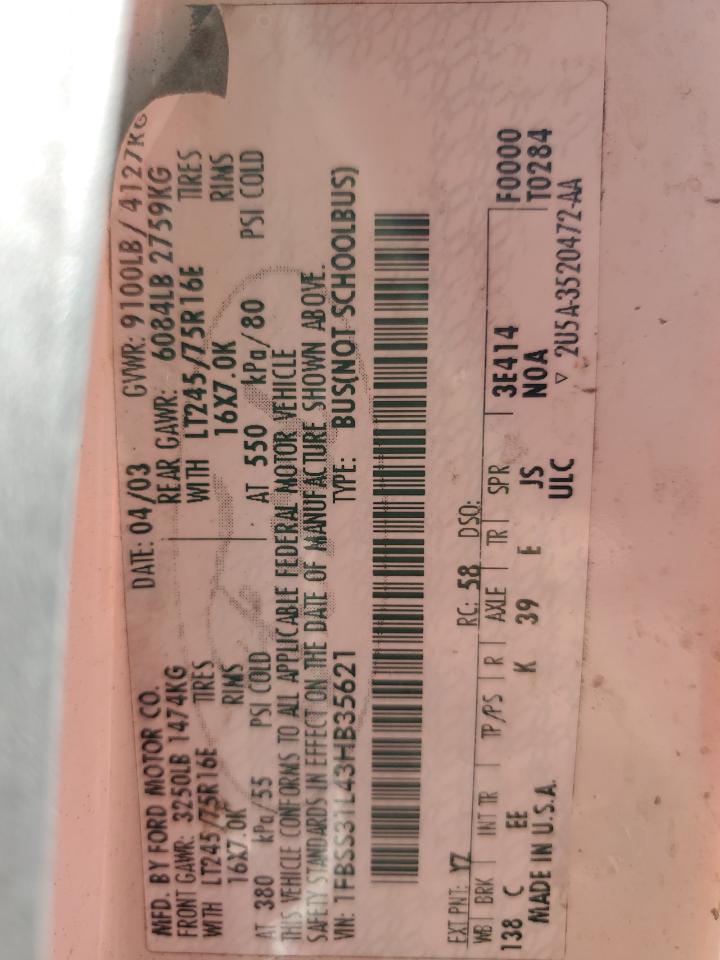 MFD. BY FORD MOTOR CO. DATE: 04/03 GVWR: 9100LB/ 4127KG
FRONT GAWR: 3250LB 1474KG REAR GAWR: 6084LB 2759KG
WITH LT245/75R16E TIRES WITH LT245/75R16E TIRES
16X7.0K RIMS 16X7.0K RIMS
AT 380 kPa/55 PSI COLD AT 550 kPa/80 PSI COLD
THIS VEHICLE CONFORMS TO ALL APPLICABLE FEDERAL MOTOR VEHICLE
SAFETY STANDARDS IN EFFECT ON THE DATE OF MANUFACTURE SHOWN ABOVE.
VIN: 1FBSS31L43HB35621 TYPE: BUS(NOT SCHOOLBUS)
EXT PNT: YZ RC: 58 DSO: F0000
WB BRK INT TR TP/PS R AXLE TR SPR 3E414 T0284
138 C EE K 39 E JS N0A
MADE IN U.S.A. ULC ▽ 2U5A-3520472-AA